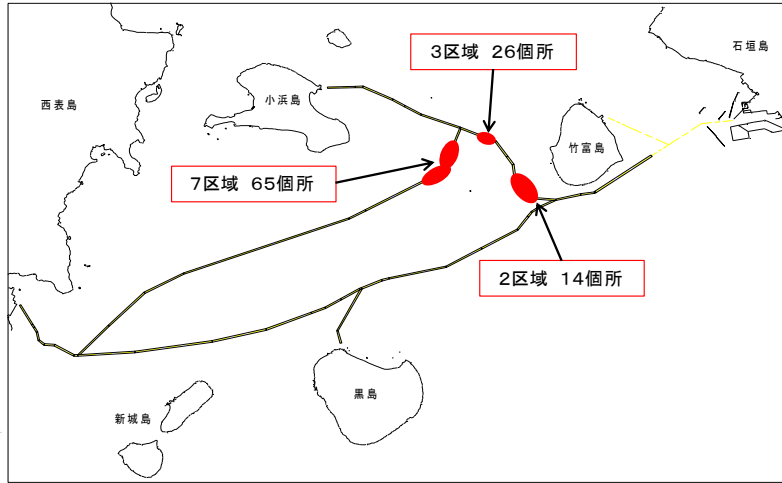 3区域 26個所
石垣島
西表島
小浜島
竹富島
7区域 65個所
2区域 14個所
黒島
新城島